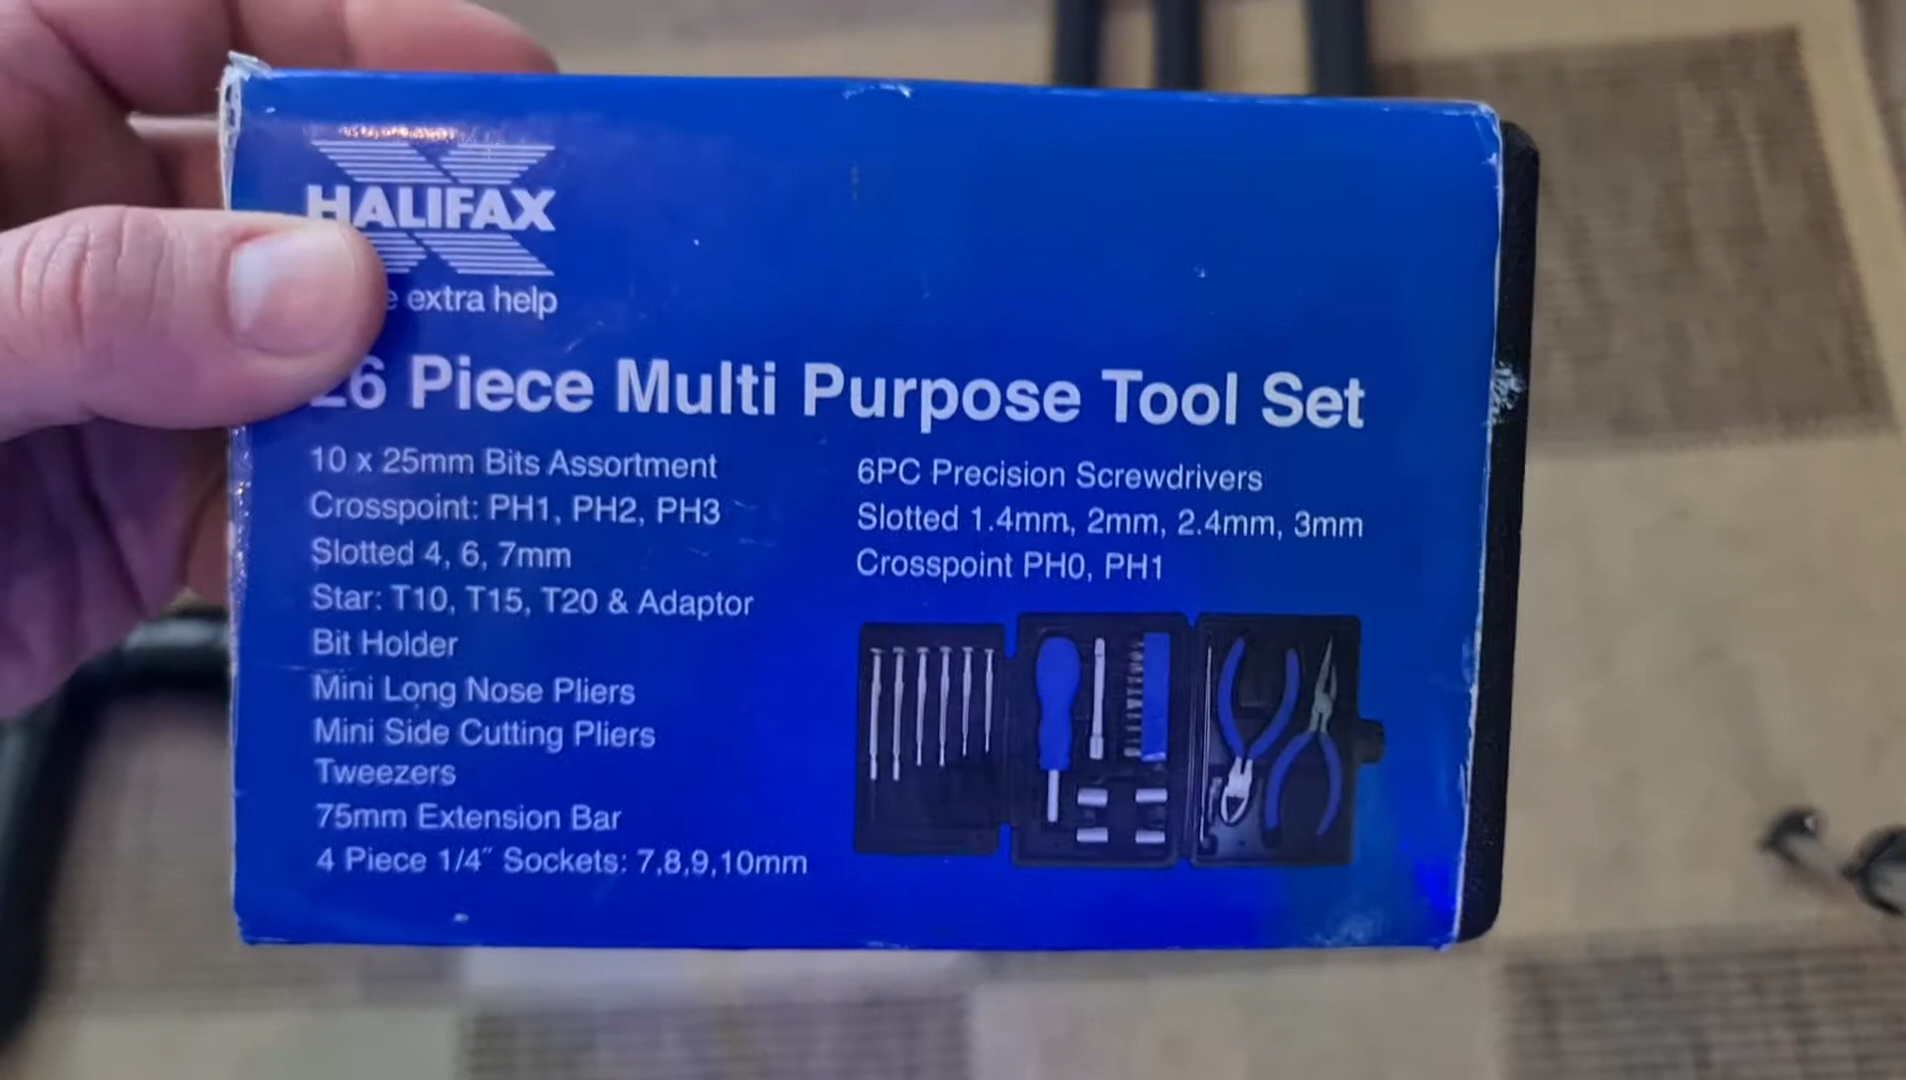 HALIFAX
extra help
26 Piece Multi Purpose Tool Set
10 x 25mm Bits Assortment
Crosspoint: PH1, PH2, PH3
Slotted 4, 6, 7mm
Star: T10, T15, T20 & Adaptor
Bit Holder
Mini Long Nose Pliers
Mini Side Cutting Pliers
Tweezers
75mm Extension Bar
4 Piece 1/4″ Sockets: 7,8,9,10mm
6PC Precision Screwdrivers
Slotted 1.4mm, 2mm, 2.4mm, 3mm
Crosspoint PH0, PH1